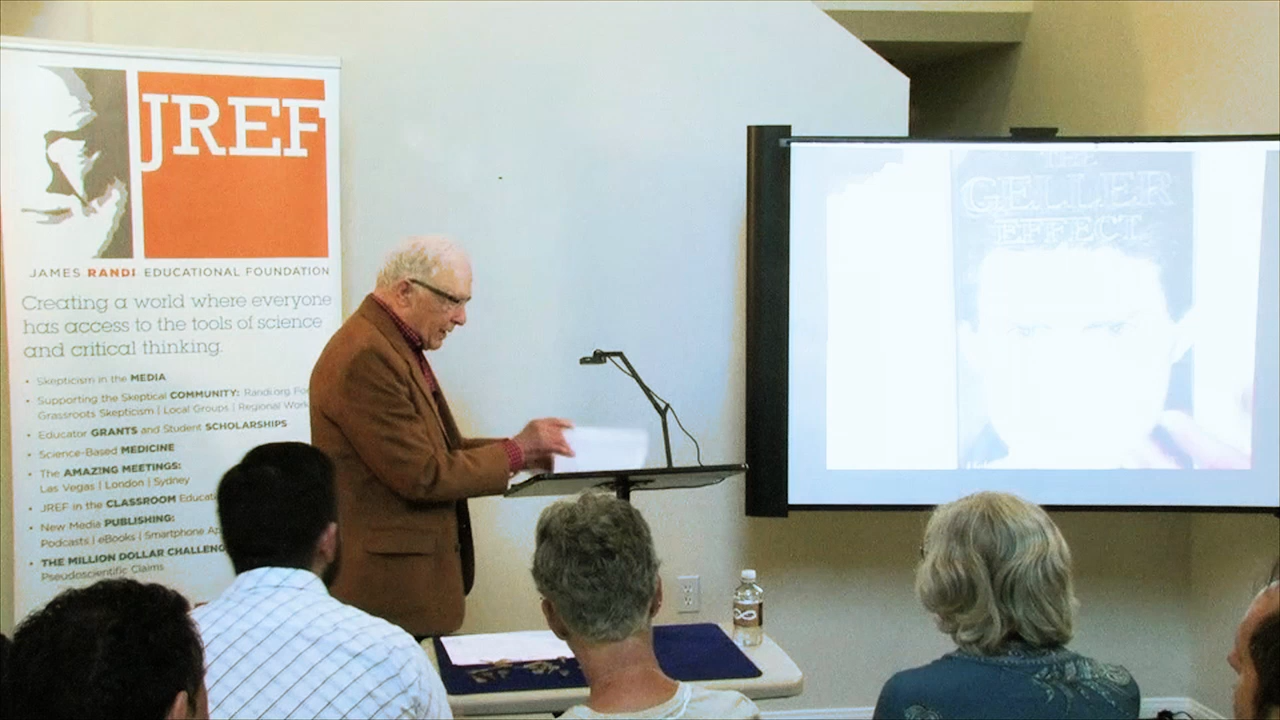 JREF
JAMES RANDI EDUCATIONAL FOUNDATION
Creating a world where everyone
has access to the tools of science
and critical thinking.
• Skepticism in the MEDIA
• Supporting the Skeptical COMMUNITY: Randi.org
Grassroots Skepticism | Local Groups | Regional
• Educator GRANTS and Student SCHOLARSHIPS
• Science-Based MEDICINE
• The AMAZING MEETINGS:
Las Vegas | London | Sydney
• JREF in the CLASSROOM
• New Media PUBLISHING:
Podcasts | eBooks | Smartphone
• THE MILLION DOLLAR
Pseudoscientific Claims
THE
GELLER
EFFECT